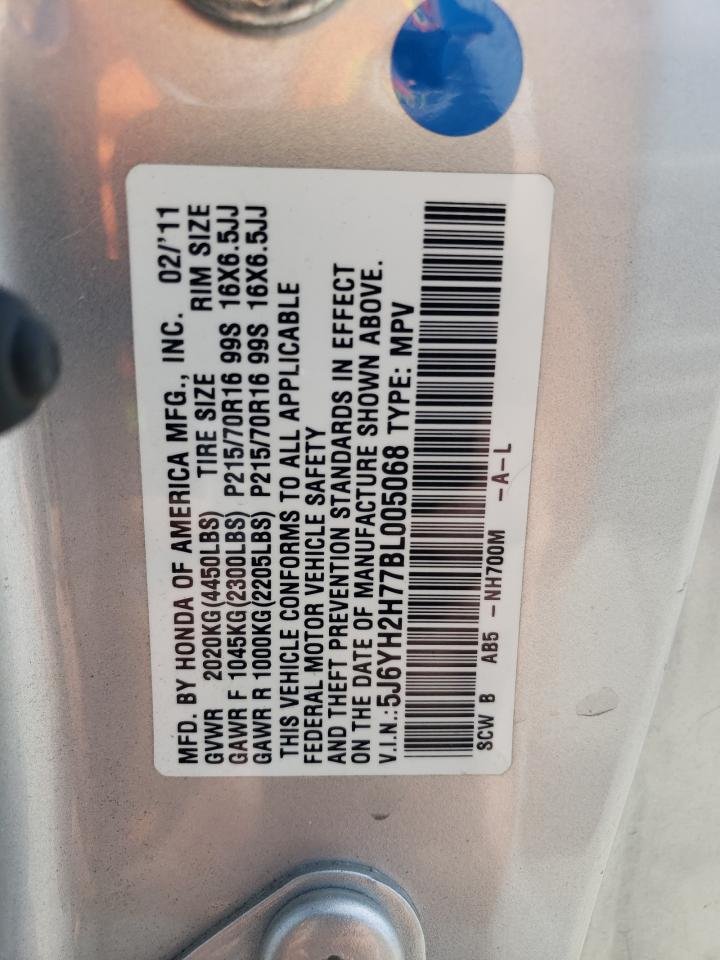 MFD. BY HONDA OF AMERICA MFG., INC. 02/'11
GVWR 2020KG(4450LBS) TIRE SIZE RIM SIZE
GAWR F 1045KG(2300LBS) P215/70R16 99S 16X6.5JJ
GAWR R 1000KG(2205LBS) P215/70R16 99S 16X6.5JJ
THIS VEHICLE CONFORMS TO ALL APPLICABLE
FEDERAL MOTOR VEHICLE SAFETY
AND THEFT PREVENTION STANDARDS IN EFFECT
ON THE DATE OF MANUFACTURE SHOWN ABOVE.
V.I.N.:5J6YH2H77BL005068 TYPE: MPV
SCW B AB5 -NH700M -A-L